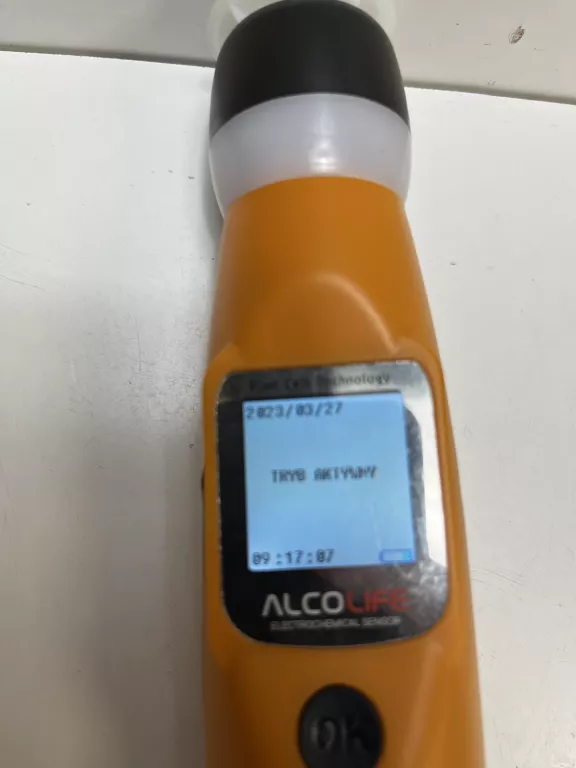 Fuel Cell Technology
2023/03/27
TRYB AKTYWNY
09:17:07
ALCOLIFE
ELECTROCHEMICAL SENSOR
OK